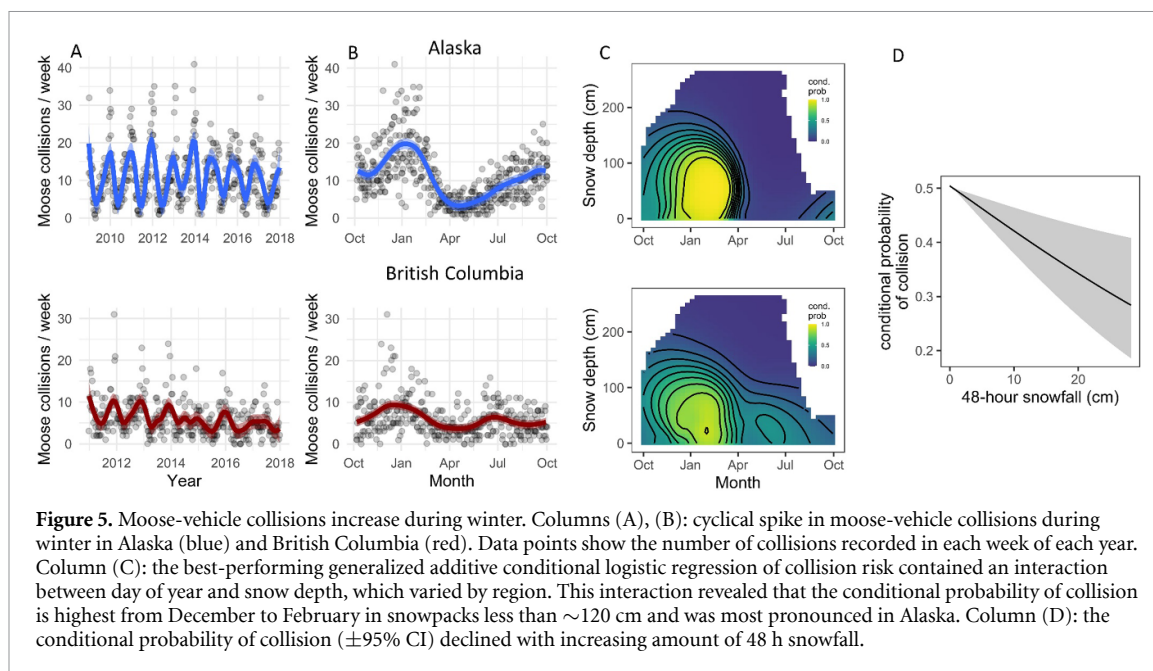 A
B
Alaska
C
D
Moose collisions / week
40
30
20
10
0
2010 2012 2014 2016 2018
Moose collisions / week
40
30
20
10
0
Oct Jan Apr Jul Oct
Snow depth (cm)
200
100
0
Oct Jan Apr Jul Oct
cond.
prob
1.0
0.5
0.0
conditional probability
of collision
0.5
0.4
0.3
0.2
0 10 20
48-hour snowfall (cm)
British Columbia
Moose collisions / week
30
20
10
0
2012 2014 2016 2018
Year
Moose collisions / week
30
20
10
0
Oct Jan Apr Jul Oct
Month
Snow depth (cm)
200
100
0
Oct Jan Apr Jul Oct
Month
cond.
prob
1.0
0.5
0.0
Figure 5. Moose-vehicle collisions increase during winter. Columns (A), (B): cyclical spike in moose-vehicle collisions during
winter in Alaska (blue) and British Columbia (red). Data points show the number of collisions recorded in each week of each year.
Column (C): the best-performing generalized additive conditional logistic regression of collision risk contained an interaction
between day of year and snow depth, which varied by region. This interaction revealed that the conditional probability of collision
is highest from December to February in snowpacks less than ∼120 cm and was most pronounced in Alaska. Column (D): the
conditional probability of collision (±95% CI) declined with increasing amount of 48 h snowfall.